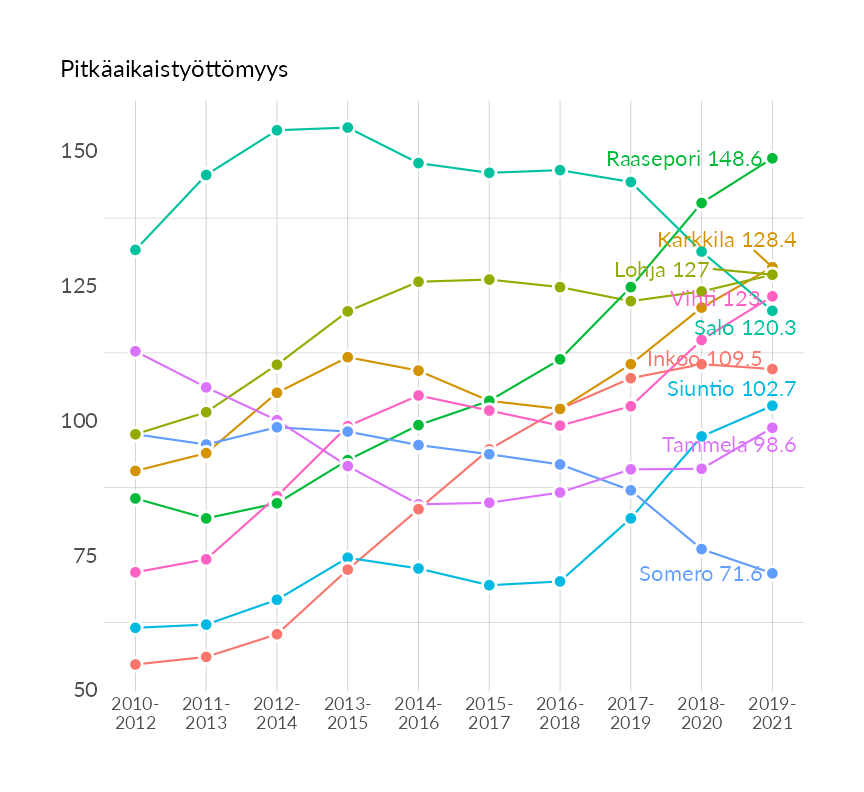 Pitkäaikaistyöttömyys
150
125
100
75
50
Raasepori 148.6
Karkkila 128.4
Lohja 127
Vihti 123
Salo 120.3
Inkoo 109.5
Siuntio 102.7
Tammela 98.6
Somero 71.6
2010- 2011- 2012- 2013- 2014- 2015- 2016- 2017- 2018- 2019-
2012 2013 2014 2015 2016 2017 2018 2019 2020 2021